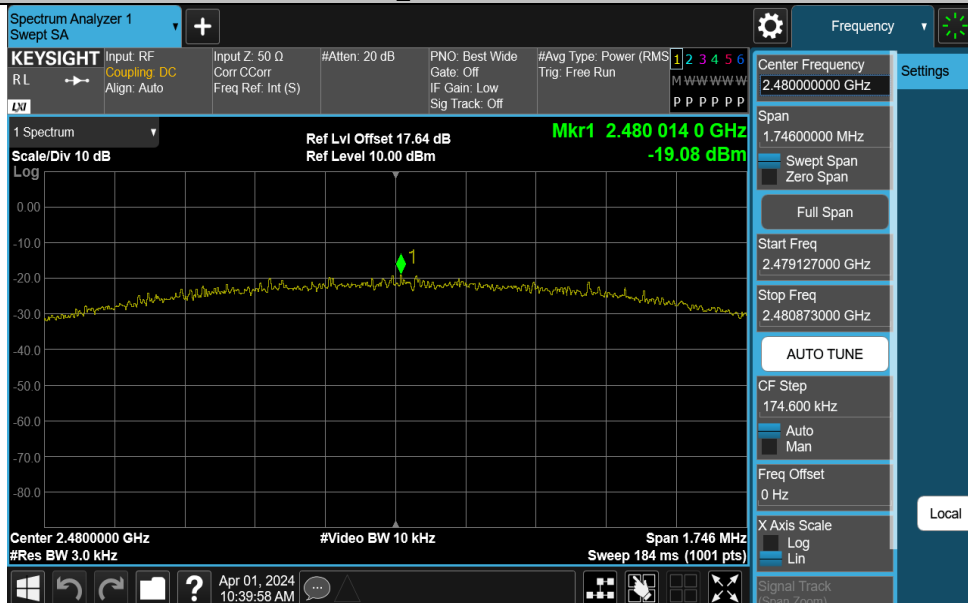 Spectrum Analyzer 1
Swept SA
+
Frequency
KEYSIGHT
RL
LXI
Input: RF
Coupling: DC
Align: Auto
Input Z: 50 Ω
Corr CCorr
Freq Ref: Int (S)
#Atten: 20 dB
PNO: Best Wide
Gate: Off
IF Gain: Low
Sig Track: Off
#Avg Type: Power (RMS
Trig: Free Run
1 2 3 4 5 6
M W W W W W
P P P P P P
1 Spectrum
Scale/Div 10 dB
Log
Ref Lvl Offset 17.64 dB
Ref Level 10.00 dBm
Mkr1 2.480 014 0 GHz
-19.08 dBm
1
0.00
-10.0
-20.0
-30.0
-40.0
-50.0
-60.0
-70.0
-80.0
Center 2.4800000 GHz
#Res BW 3.0 kHz
#Video BW 10 kHz
Span 1.746 MHz
Sweep 184 ms (1001 pts)
?
Apr 01, 2024
10:39:58 AM
Center Frequency
2.480000000 GHz
Span
1.74600000 MHz
Swept Span
Zero Span
Full Span
Start Freq
2.479127000 GHz
Stop Freq
2.480873000 GHz
AUTO TUNE
CF Step
174.600 kHz
Auto
Man
Freq Offset
0 Hz
X Axis Scale
Log
Lin
Signal Track
(Span Zoom)
Settings
Local